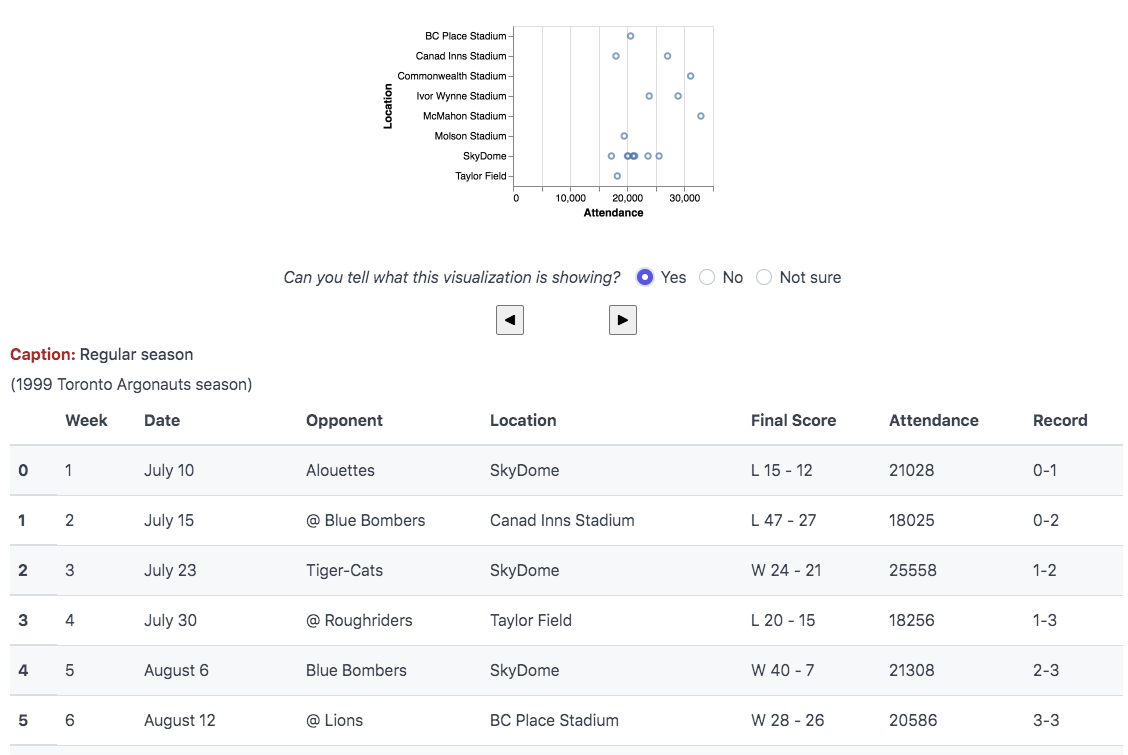 BC Place Stadium
Canad Inns Stadium
Commonwealth Stadium
Ivor Wynne Stadium
McMahon Stadium
Molson Stadium
SkyDome
Taylor Field
Location
0 10,000 20,000 30,000
Attendance
Can you tell what this visualization is showing? Yes No Not sure
◀ ▶
Caption: Regular season
(1999 Toronto Argonauts season)
Week Date Opponent Location Final Score Attendance Record
0 1 July 10 Alouettes SkyDome L 15 - 12 21028 0-1
1 2 July 15 @ Blue Bombers Canad Inns Stadium L 47 - 27 18025 0-2
2 3 July 23 Tiger-Cats SkyDome W 24 - 21 25558 1-2
3 4 July 30 @ Roughriders Taylor Field L 20 - 15 18256 1-3
4 5 August 6 Blue Bombers SkyDome W 40 - 7 21308 2-3
5 6 August 12 @ Lions BC Place Stadium W 28 - 26 20586 3-3